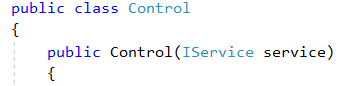 public class Control
{
    public Control(IService service)
    {